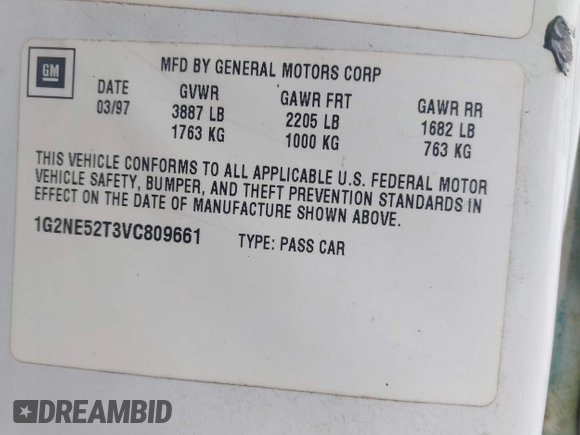 GM
MFD BY GENERAL MOTORS CORP
DATE GVWR GAWR FRT GAWR RR
03/97 3887 LB 2205 LB 1682 LB
1763 KG 1000 KG 763 KG
THIS VEHICLE CONFORMS TO ALL APPLICABLE U.S. FEDERAL MOTOR
VEHICLE SAFETY, BUMPER, AND THEFT PREVENTION STANDARDS IN
EFFECT ON THE DATE OF MANUFACTURE SHOWN ABOVE.
1G2NE52T3VC809661 TYPE: PASS CAR
DREAMBID